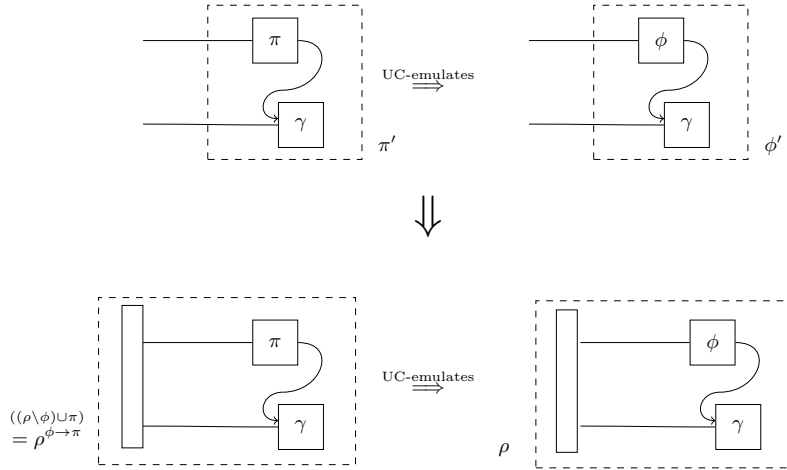 π
φ
UC-emulates
⟹
γ
γ
π′
φ′
⇓
π
φ
UC-emulates
⟹
((ρ\φ)∪π)
= ρ^{φ→π}
γ
γ
ρ